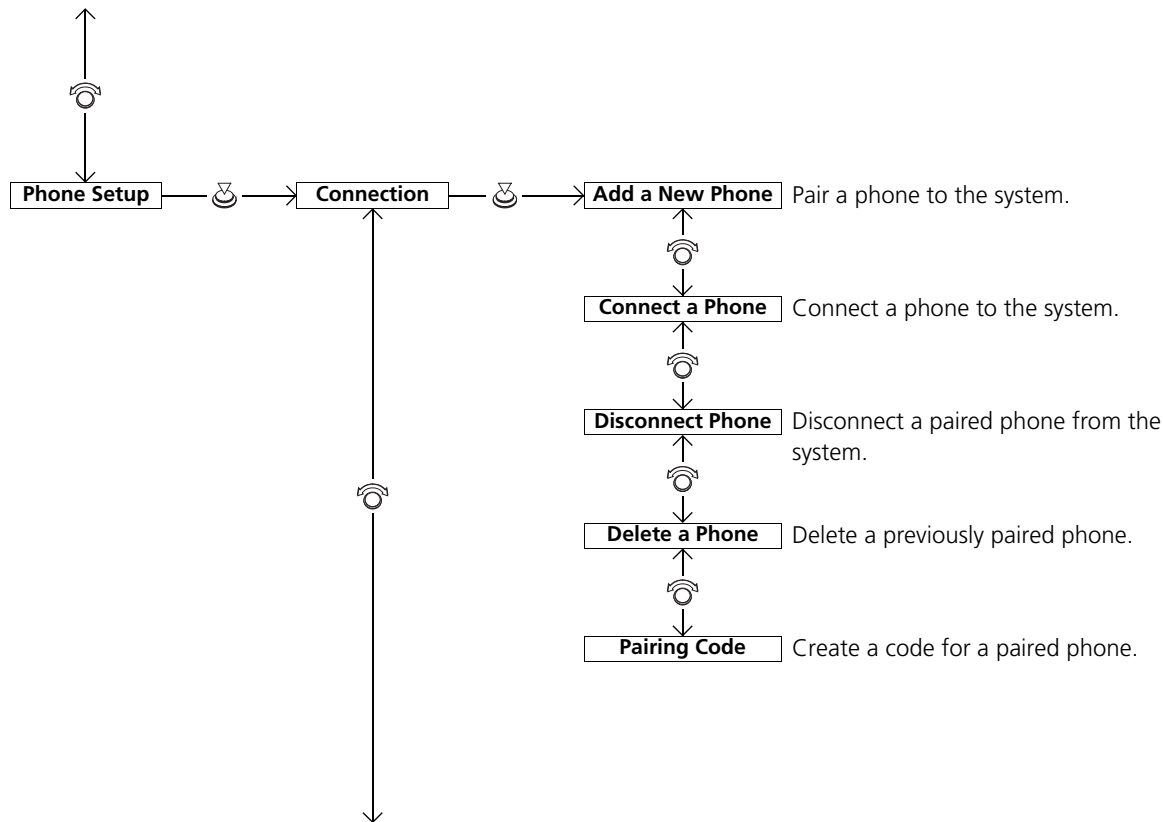 Phone Setup
Connection
Add a New Phone
Pair a phone to the system.
Connect a Phone
Connect a phone to the system.
Disconnect Phone
Disconnect a paired phone from the
system.
Delete a Phone
Delete a previously paired phone.
Pairing Code
Create a code for a paired phone.